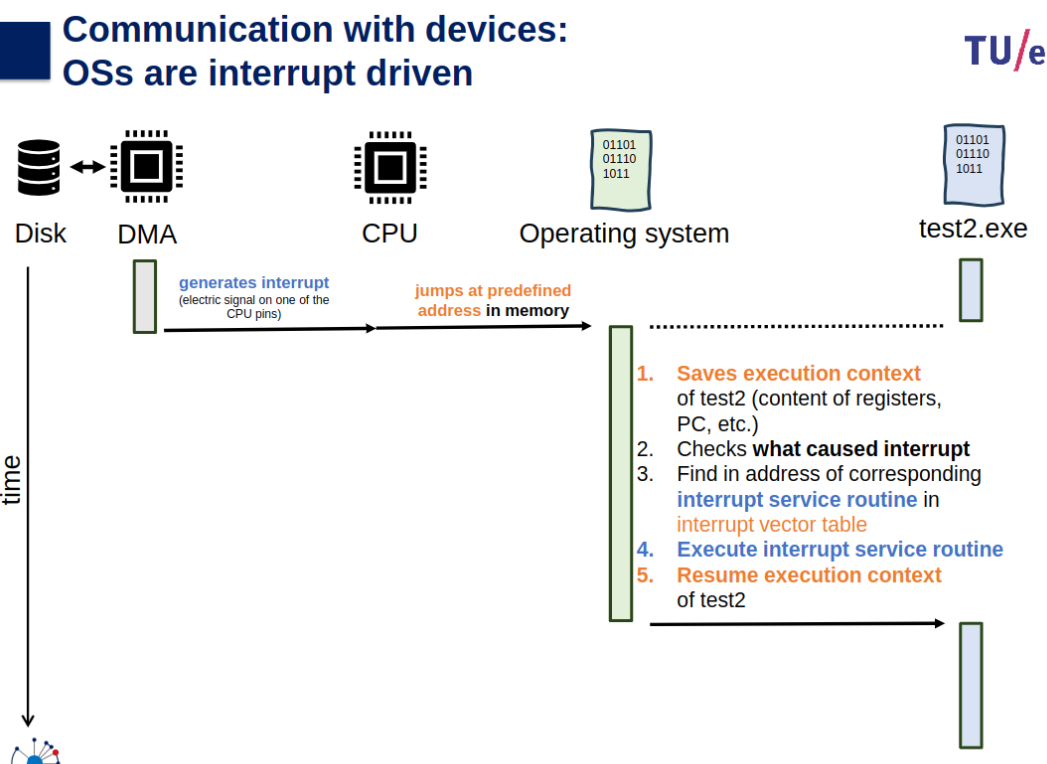 Communication with devices:
OSs are interrupt driven
TU/e
01101
01110
1011
01101
01110
1011
Disk
DMA
CPU
Operating system
test2.exe
generates interrupt
(electric signal on one of the
CPU pins)
jumps at predefined
address in memory
1. Saves execution context
of test2 (content of registers,
PC, etc.)
2. Checks what caused interrupt
3. Find in address of corresponding
interrupt service routine in
interrupt vector table
4. Execute interrupt service routine
5. Resume execution context
of test2
time